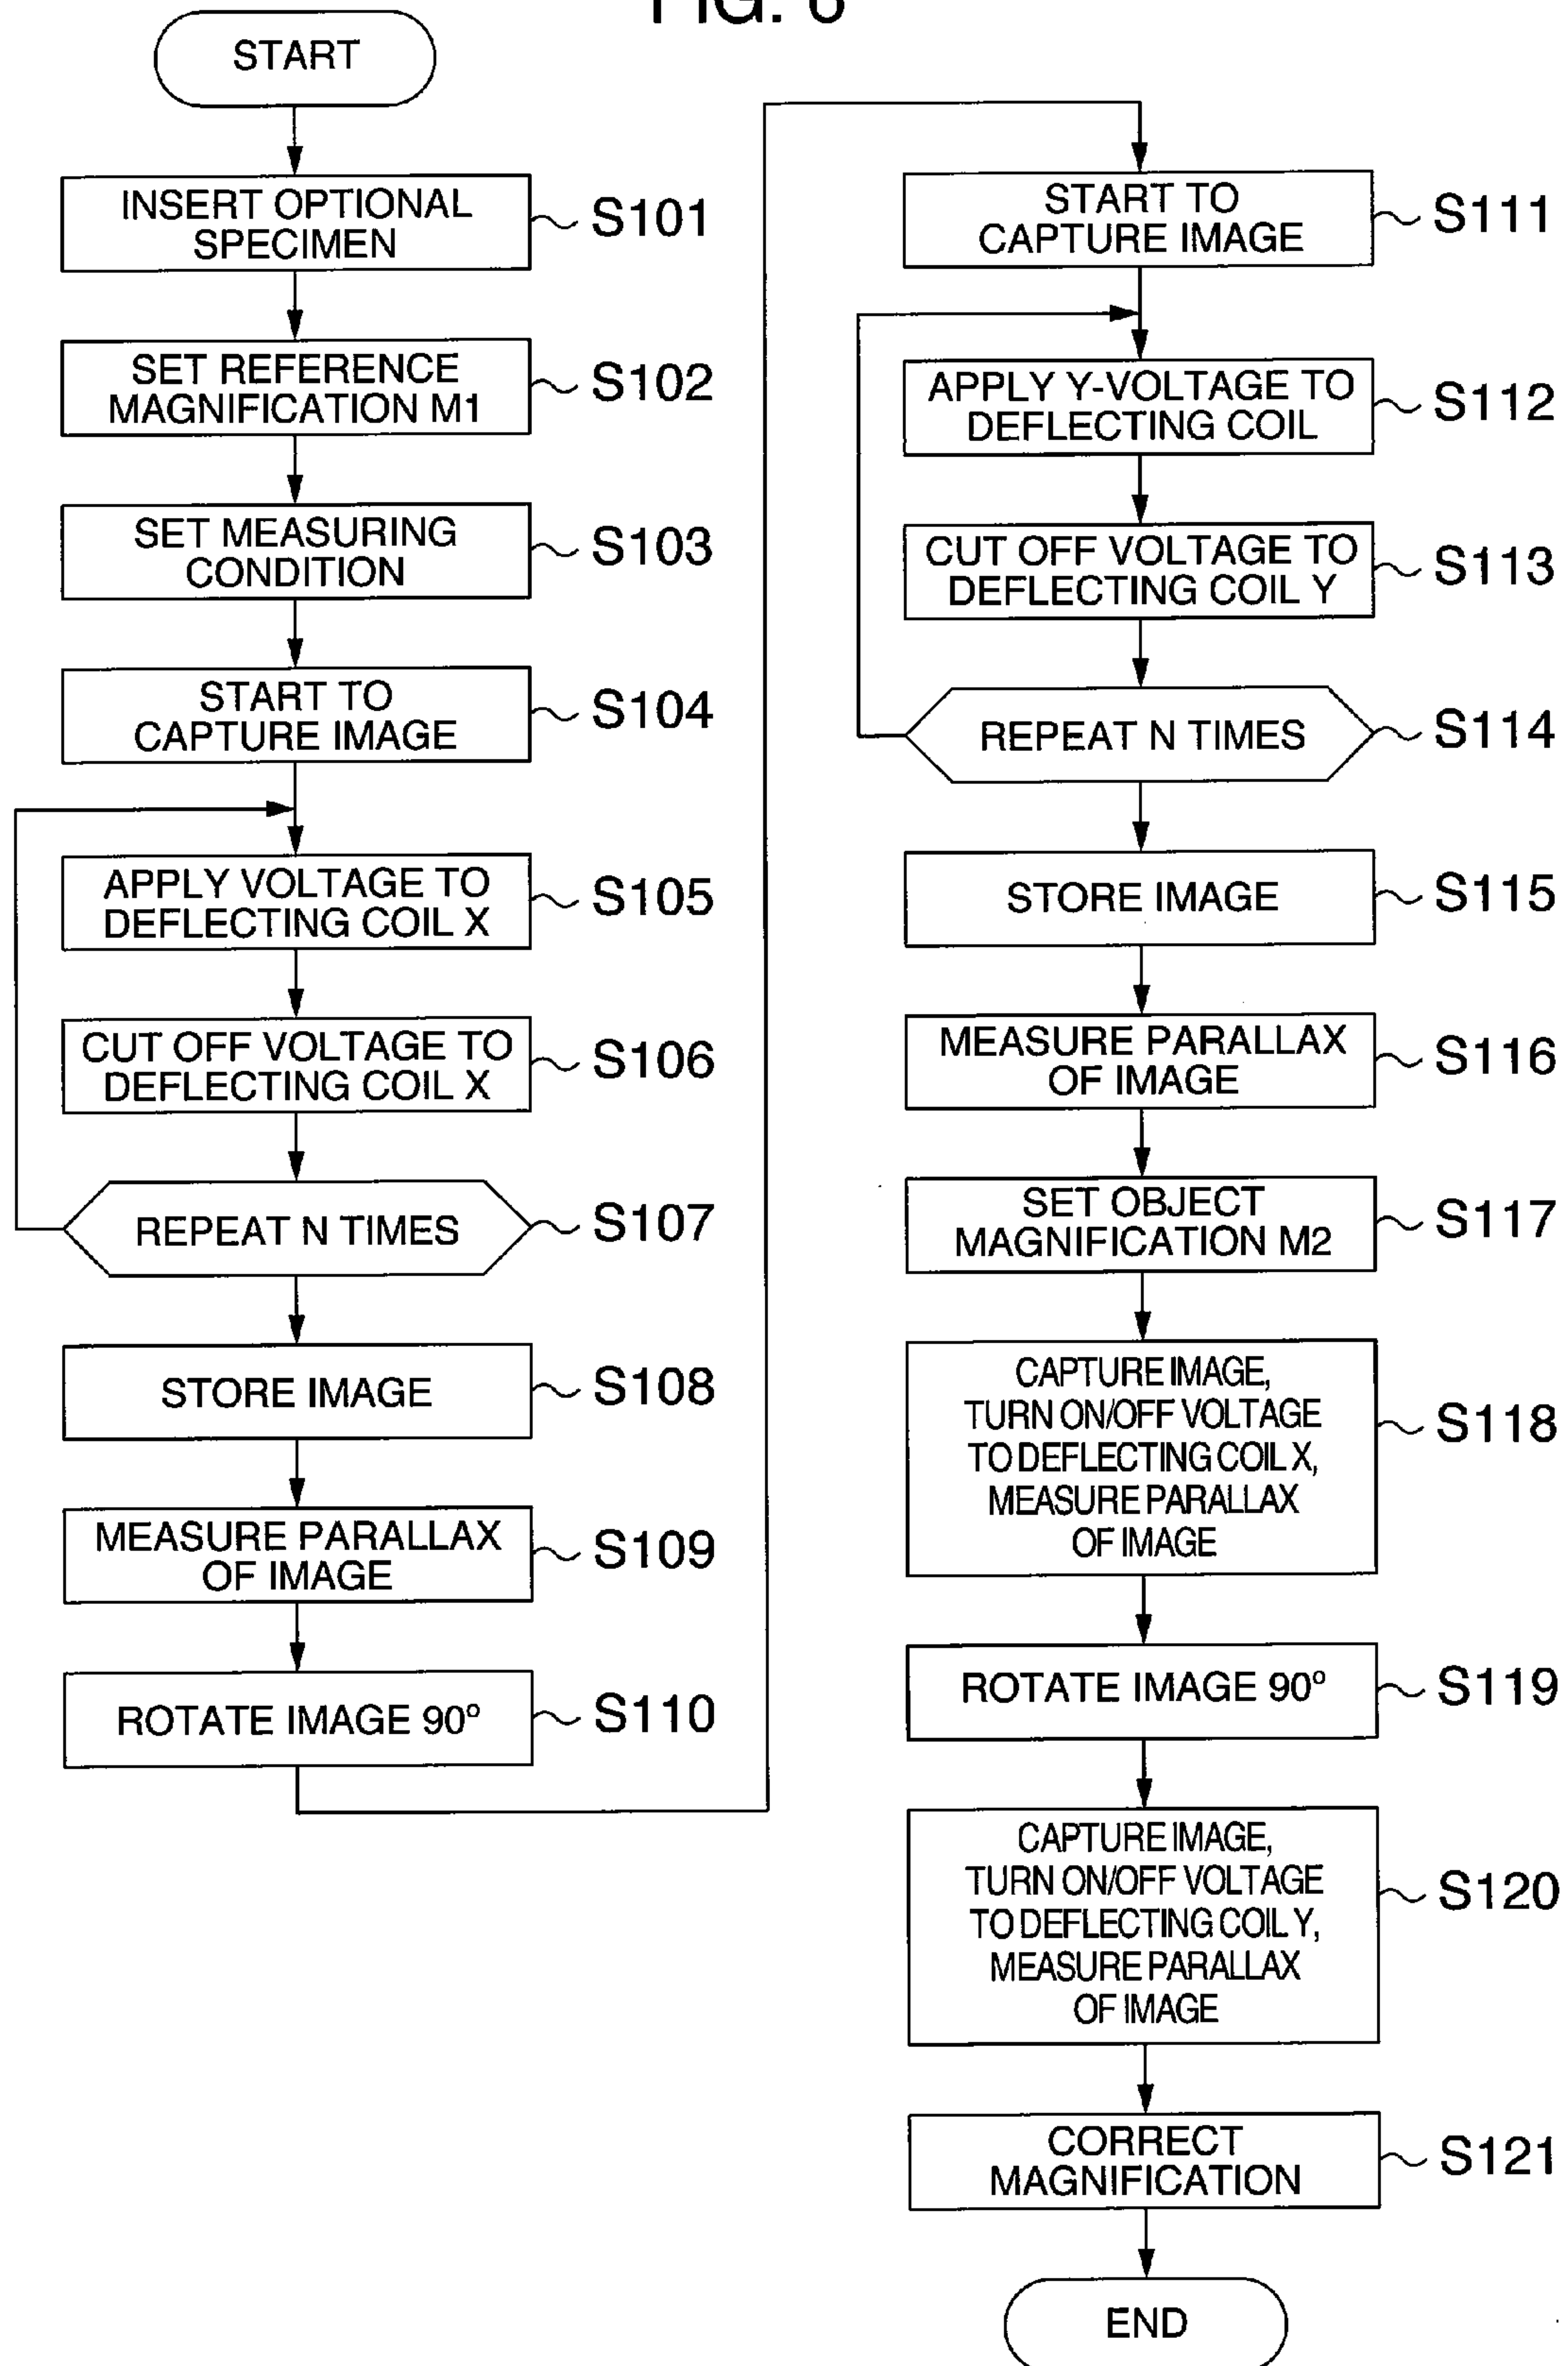 START
INSERT OPTIONAL
SPECIMEN
S101
SET REFERENCE
MAGNIFICATION M1
S102
SET MEASURING
CONDITION
S103
START TO
CAPTURE IMAGE
S104
APPLY VOLTAGE TO
DEFLECTING COIL X
S105
CUT OFF VOLTAGE TO
DEFLECTING COIL X
S106
REPEAT N TIMES
S107
STORE IMAGE
S108
MEASURE PARALLAX
OF IMAGE
S109
ROTATE IMAGE 90°
S110
START TO
CAPTURE IMAGE
S111
APPLY Y-VOLTAGE TO
DEFLECTING COIL
S112
CUT OFF VOLTAGE TO
DEFLECTING COIL Y
S113
REPEAT N TIMES
S114
STORE IMAGE
S115
MEASURE PARALLAX
OF IMAGE
S116
SET OBJECT
MAGNIFICATION M2
S117
CAPTURE IMAGE,
TURN ON/OFF VOLTAGE
TO DEFLECTING COIL X,
MEASURE PARALLAX
OF IMAGE
S118
ROTATE IMAGE 90°
S119
CAPTURE IMAGE,
TURN ON/OFF VOLTAGE
TO DEFLECTING COIL Y,
MEASURE PARALLAX
OF IMAGE
S120
CORRECT
MAGNIFICATION
S121
END